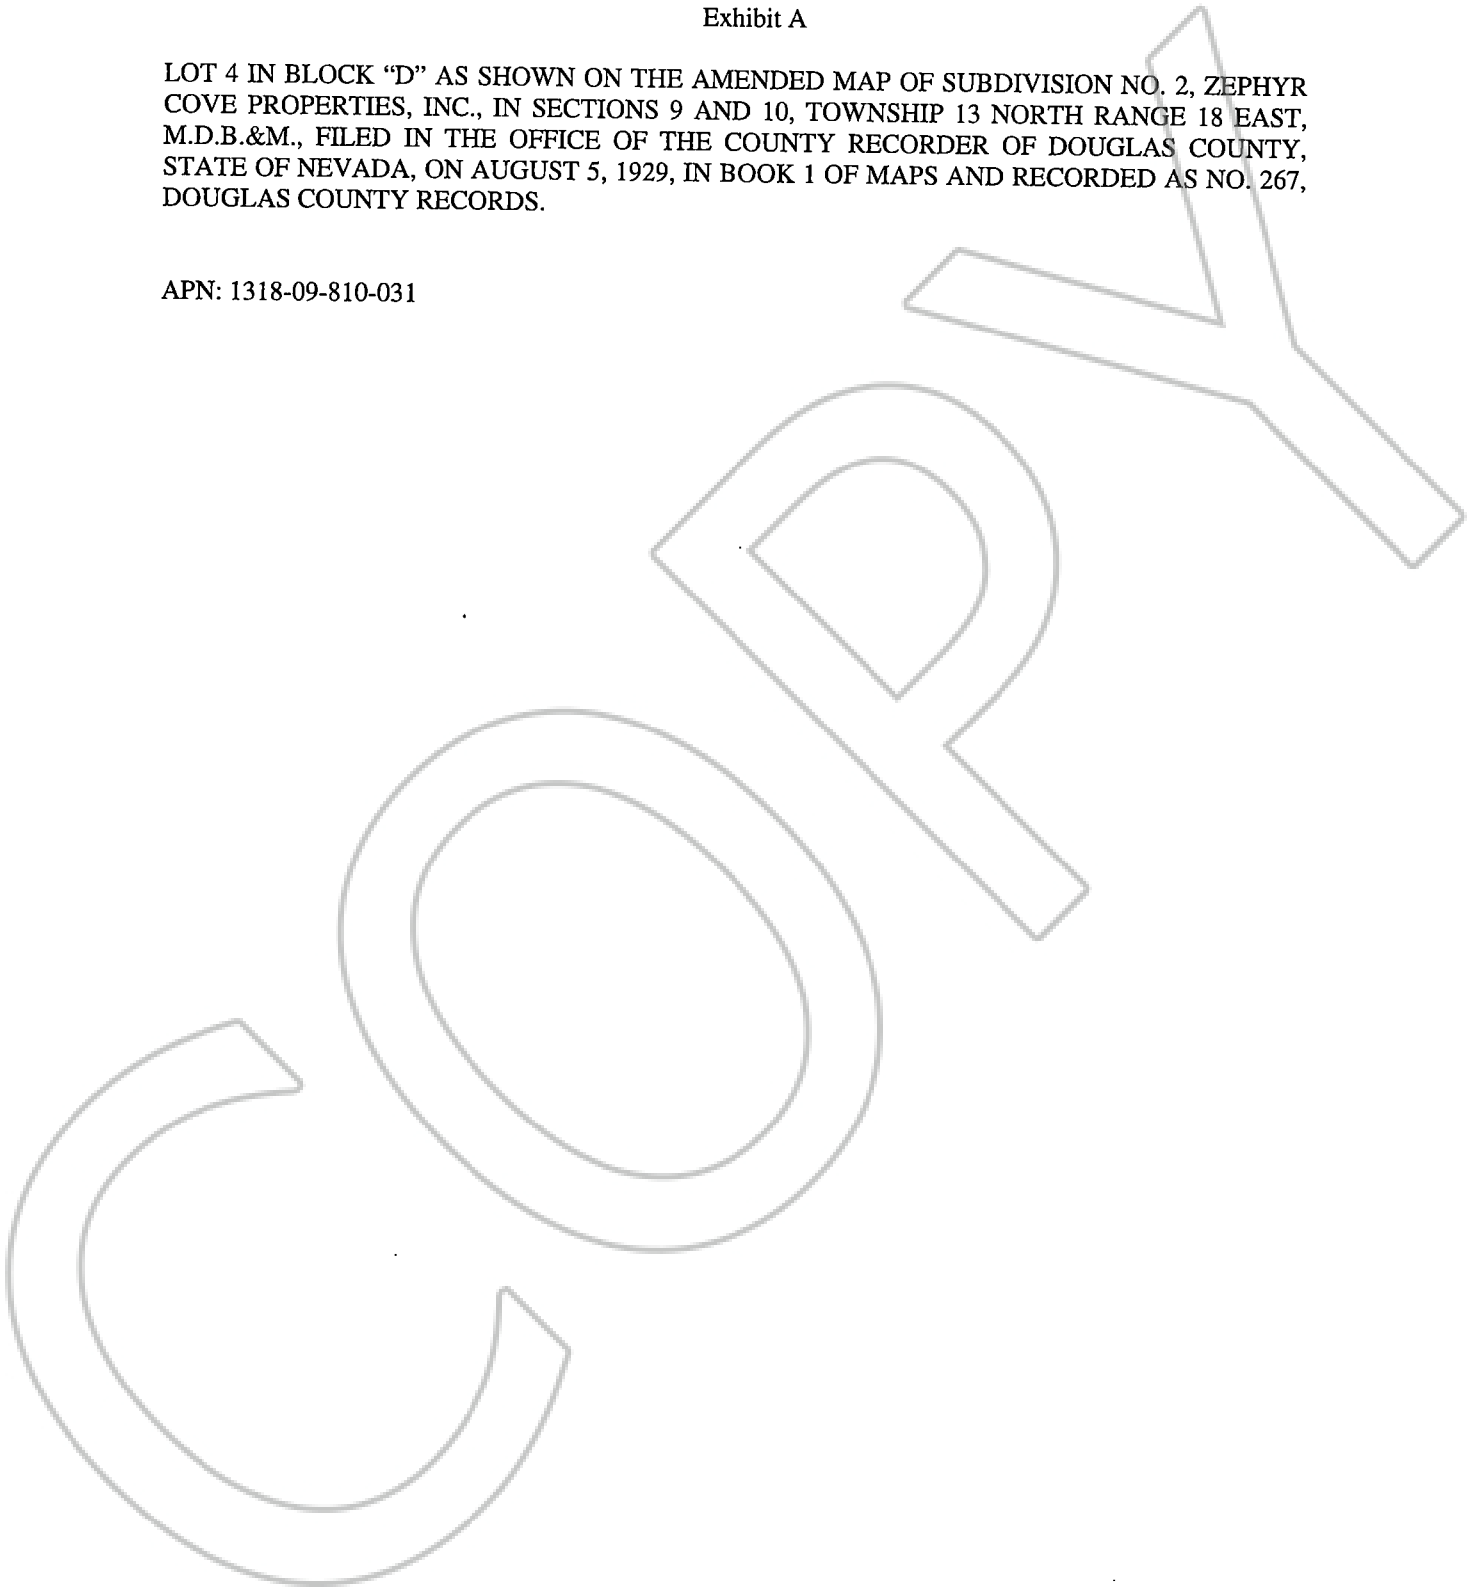 Exhibit A
LOT 4 IN BLOCK “D” AS SHOWN ON THE AMENDED MAP OF SUBDIVISION NO. 2, ZEPHYR
COVE PROPERTIES, INC., IN SECTIONS 9 AND 10, TOWNSHIP 13 NORTH RANGE 18 EAST,
M.D.B.&M., FILED IN THE OFFICE OF THE COUNTY RECORDER OF DOUGLAS COUNTY,
STATE OF NEVADA, ON AUGUST 5, 1929, IN BOOK 1 OF MAPS AND RECORDED AS NO. 267,
DOUGLAS COUNTY RECORDS.
APN: 1318-09-810-031
COPY